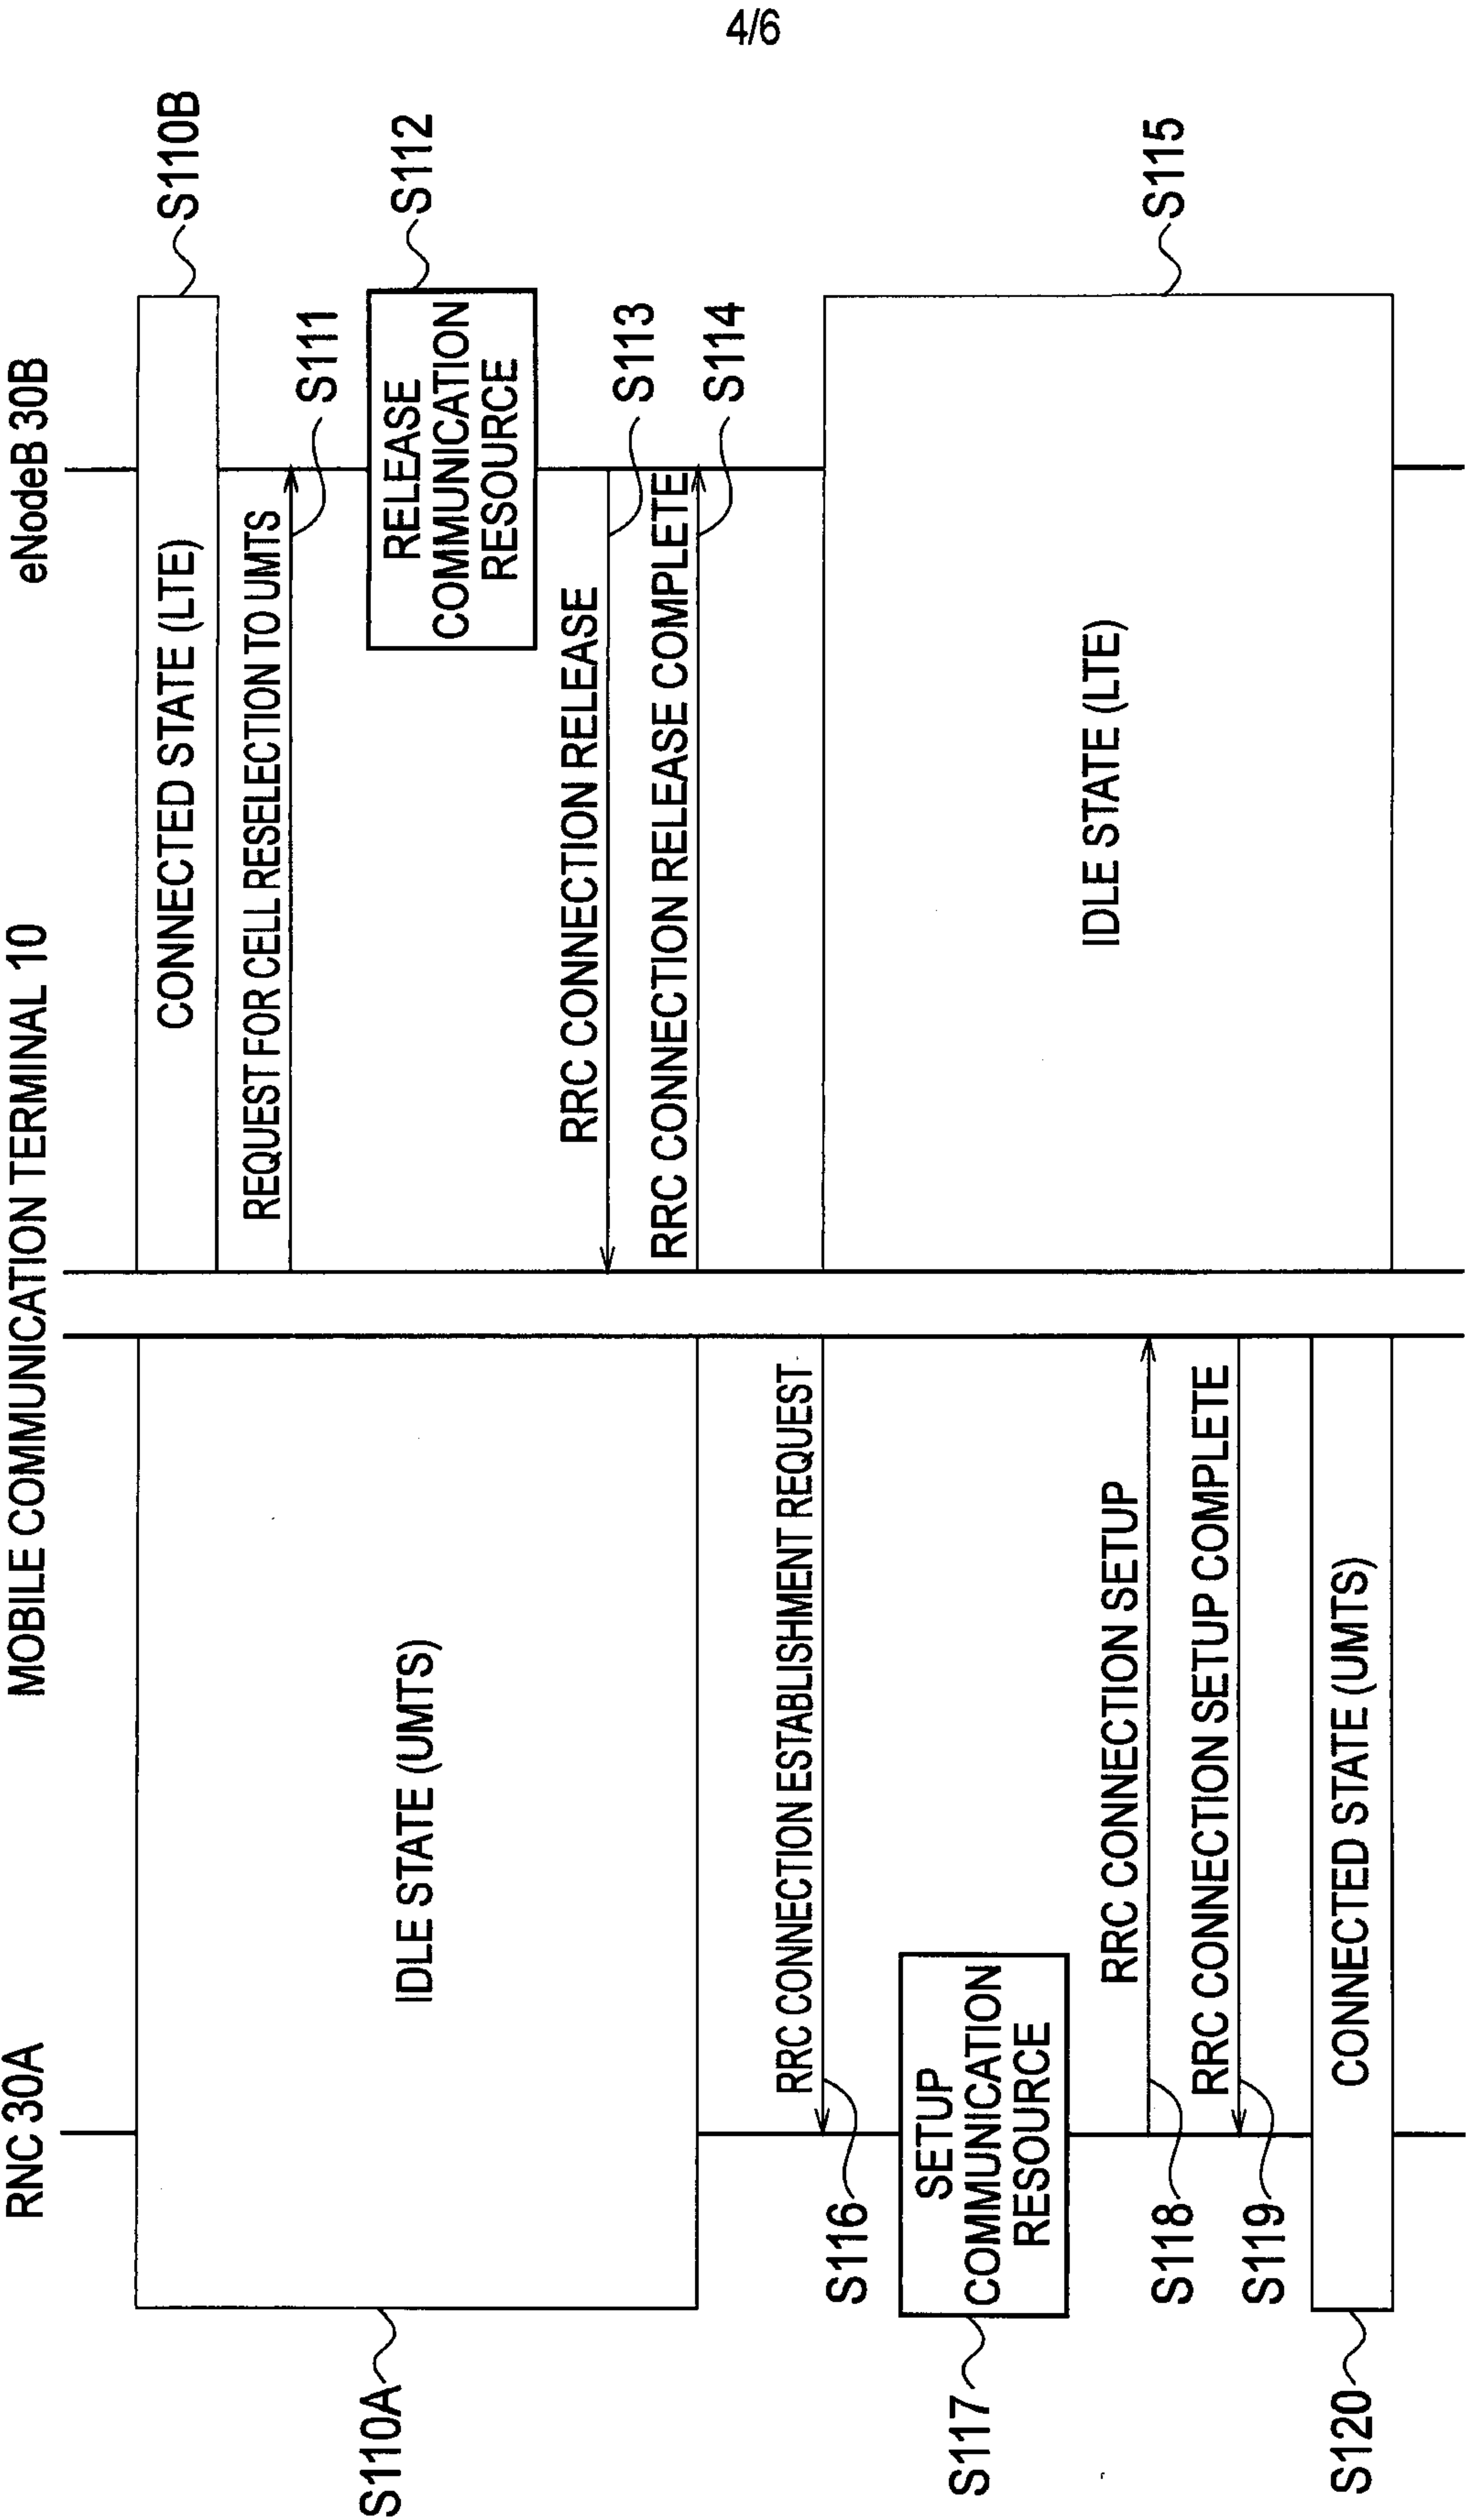 4/6
RNC 30A
MOBILE COMMUNICATION TERMINAL 10
eNodeB 30B
S110A
IDLE STATE (UMTS)
CONNECTED STATE (LTE)
S110B
REQUEST FOR CELL RESELECTION TO UMTS
S111
RELEASE
COMMUNICATION
RESOURCE
S112
RRC CONNECTION RELEASE
S113
RRC CONNECTION RELEASE COMPLETE
S114
IDLE STATE (LTE)
S115
RRC CONNECTION ESTABLISHMENT REQUEST
S116
SETUP
COMMUNICATION
RESOURCE
S117
RRC CONNECTION SETUP
S118
RRC CONNECTION SETUP COMPLETE
S119
CONNECTED STATE (UMTS)
S120